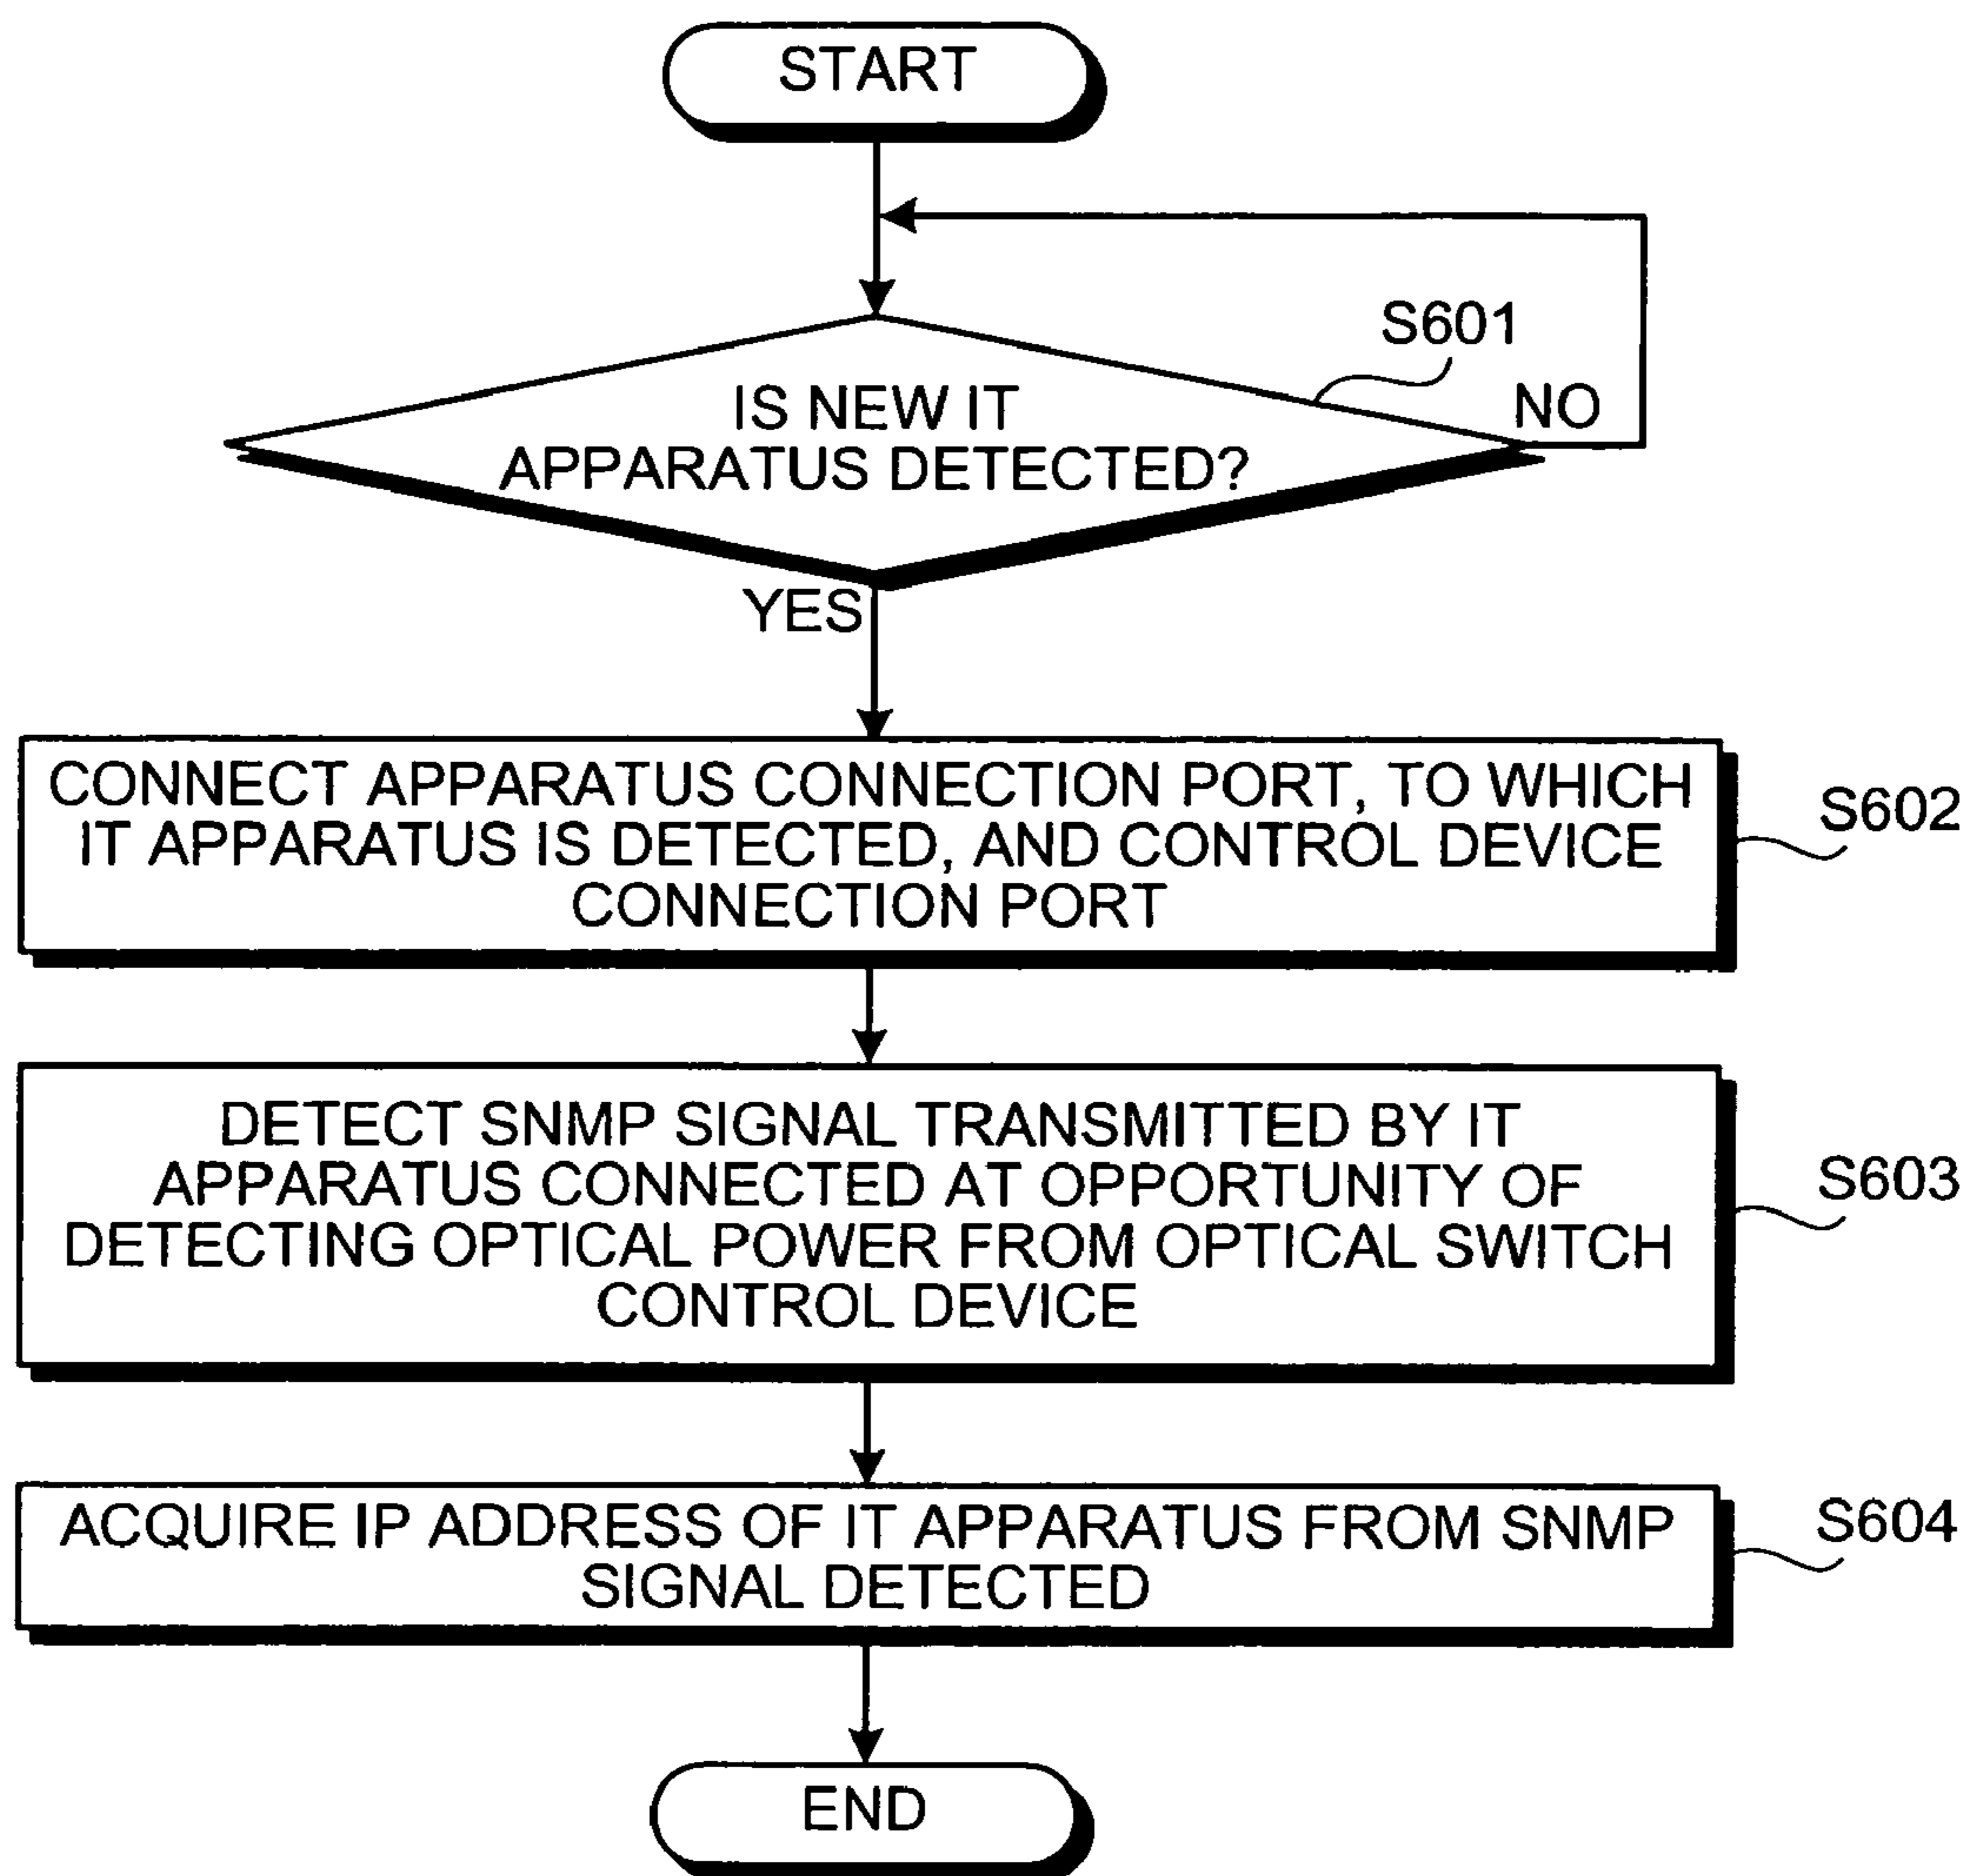 START
S601
IS NEW IT
APPARATUS DETECTED?
NO
YES
CONNECT APPARATUS CONNECTION PORT, TO WHICH
IT APPARATUS IS DETECTED, AND CONTROL DEVICE
CONNECTION PORT
S602
DETECT SNMP SIGNAL TRANSMITTED BY IT
APPARATUS CONNECTED AT OPPORTUNITY OF
DETECTING OPTICAL POWER FROM OPTICAL SWITCH
CONTROL DEVICE
S603
ACQUIRE IP ADDRESS OF IT APPARATUS FROM SNMP
SIGNAL DETECTED
S604
END